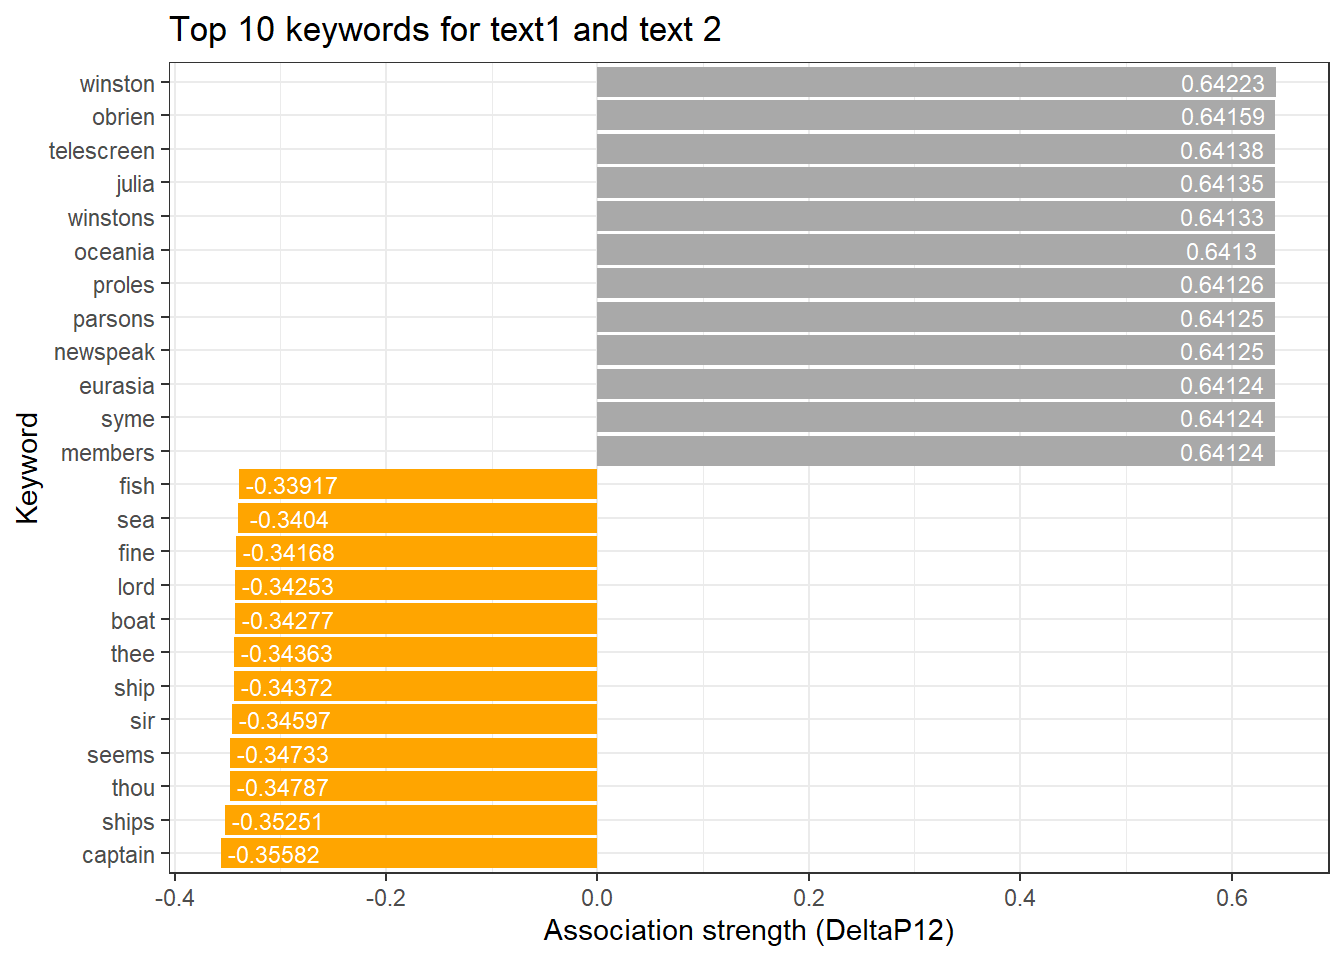 Top 10 keywords for text1 and text 2
Keyword
winston 0.64223
obrien 0.64159
telescreen 0.64138
julia 0.64135
winstons 0.64133
oceania 0.6413
proles 0.64126
parsons 0.64125
newspeak 0.64125
eurasia 0.64124
syme 0.64124
members 0.64124
fish -0.33917
sea -0.3404
fine -0.34168
lord -0.34253
boat -0.34277
thee -0.34363
ship -0.34372
sir -0.34597
seems -0.34733
thou -0.34787
ships -0.35251
captain -0.35582
-0.4 -0.2 0.0 0.2 0.4 0.6
Association strength (DeltaP12)